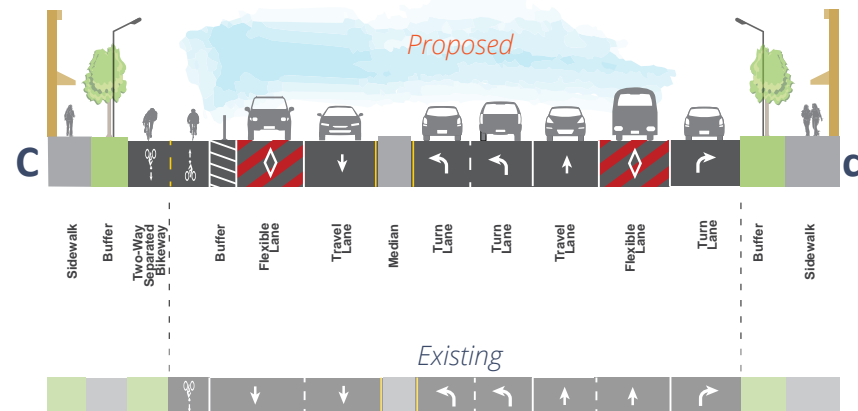 Proposed
C
c
Sidewalk
Buffer
Two-Way
Separated
Bikeway
Buffer
Flexible
Lane
Travel
Lane
Median
Turn
Lane
Turn
Lane
Travel
Lane
Flexible
Lane
Turn
Lane
Buffer
Sidewalk
Existing